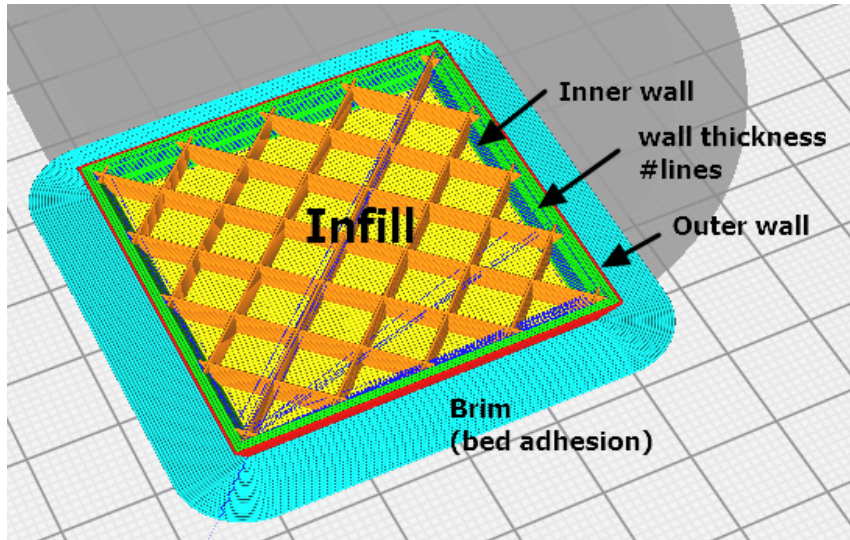 Inner wall
wall thickness
#lines
Outer wall
Infill
Brim
(bed adhesion)